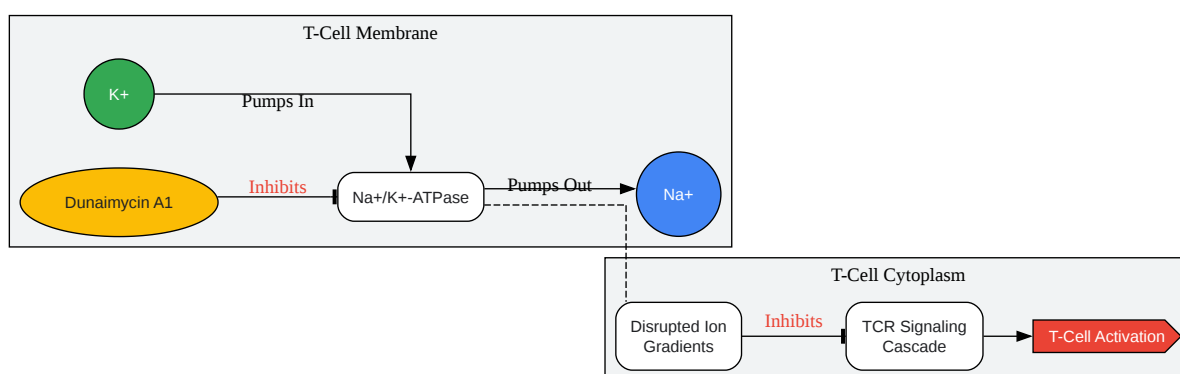 T-Cell Membrane
K+
Pumps In
Dunaimycin A1
Inhibits
Na+/K+-ATPase
Pumps Out
Na+
T-Cell Cytoplasm
Disrupted Ion
Gradients
Inhibits
TCR Signaling
Cascade
T-Cell Activation